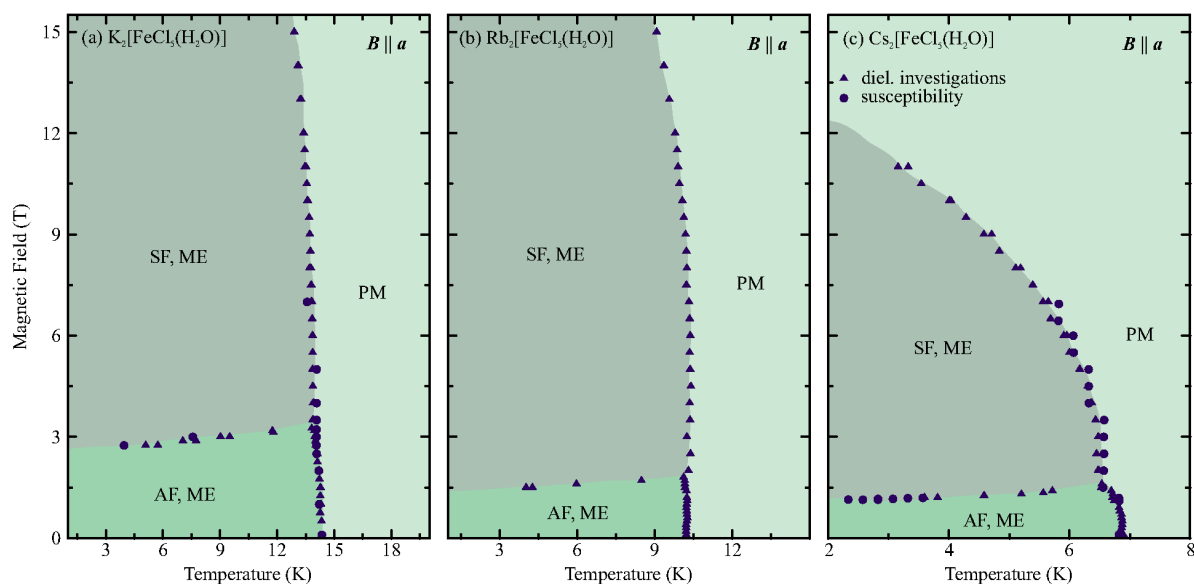 (a) K₂[FeCl₅(H₂O)]
B || a
(b) Rb₂[FeCl₅(H₂O)]
B || a
(c) Cs₂[FeCl₅(H₂O)]
B || a
diel. investigations
susceptibility
SF, ME
PM
AF, ME
SF, ME
PM
AF, ME
SF, ME
PM
AF, ME
Magnetic Field (T)
15
12
9
6
3
0
3 6 9 12 15 18
3 6 9 12
2 4 6 8
Temperature (K)
Temperature (K)
Temperature (K)